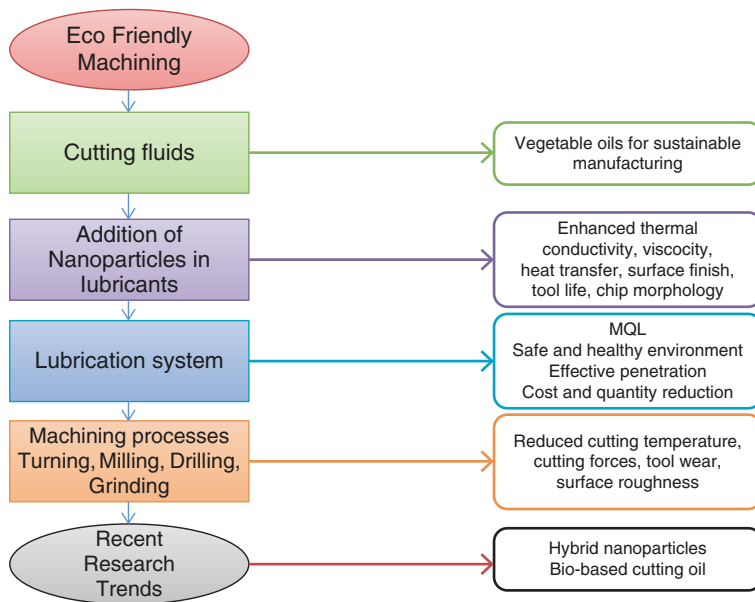 Eco Friendly
Machining
Cutting fluids
Vegetable oils for sustainable
manufacturing
Addition of
Nanoparticles in
lubricants
Enhanced thermal
conductivity, viscocity,
heat transfer, surface finish,
tool life, chip morphology
Lubrication system
MQL
Safe and healthy environment
Effective penetration
Cost and quantity reduction
Machining processes
Turning, Milling, Drilling,
Grinding
Reduced cutting temperature,
cutting forces, tool wear,
surface roughness
Recent
Research
Trends
Hybrid nanoparticles
Bio-based cutting oil